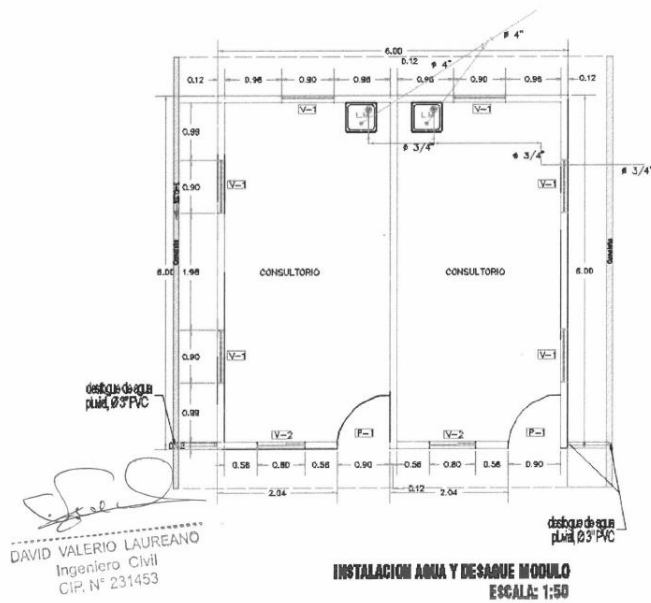 ø 4"
6.00
ø 4"
0.12
0.12 0.96 0.90 0.96 0.96 0.90 0.96 0.12
V-1 V-1
ø 3/4"
ø 3/4"
ø 3/4"
0.99
0.90
V-1 V-1
6.00 1.96 6.00
CONSULTORIO CONSULTORIO
Canaleta
0.90
V-1 V-1
0.99
desfogue de agua
pluvial, Ø 3" PVC
V-2 P-1 V-2 P-1
0.56 0.80 0.56 0.90 0.56 0.80 0.56 0.90
2.04 0.12 2.04
desfogue de agua
pluvial, Ø 3" PVC
DAVID VALERIO LAUREANO
Ingeniero Civil
CIP. N° 231453
INSTALACION AGUA Y DESAGUE MODULO
ESCALA: 1:50